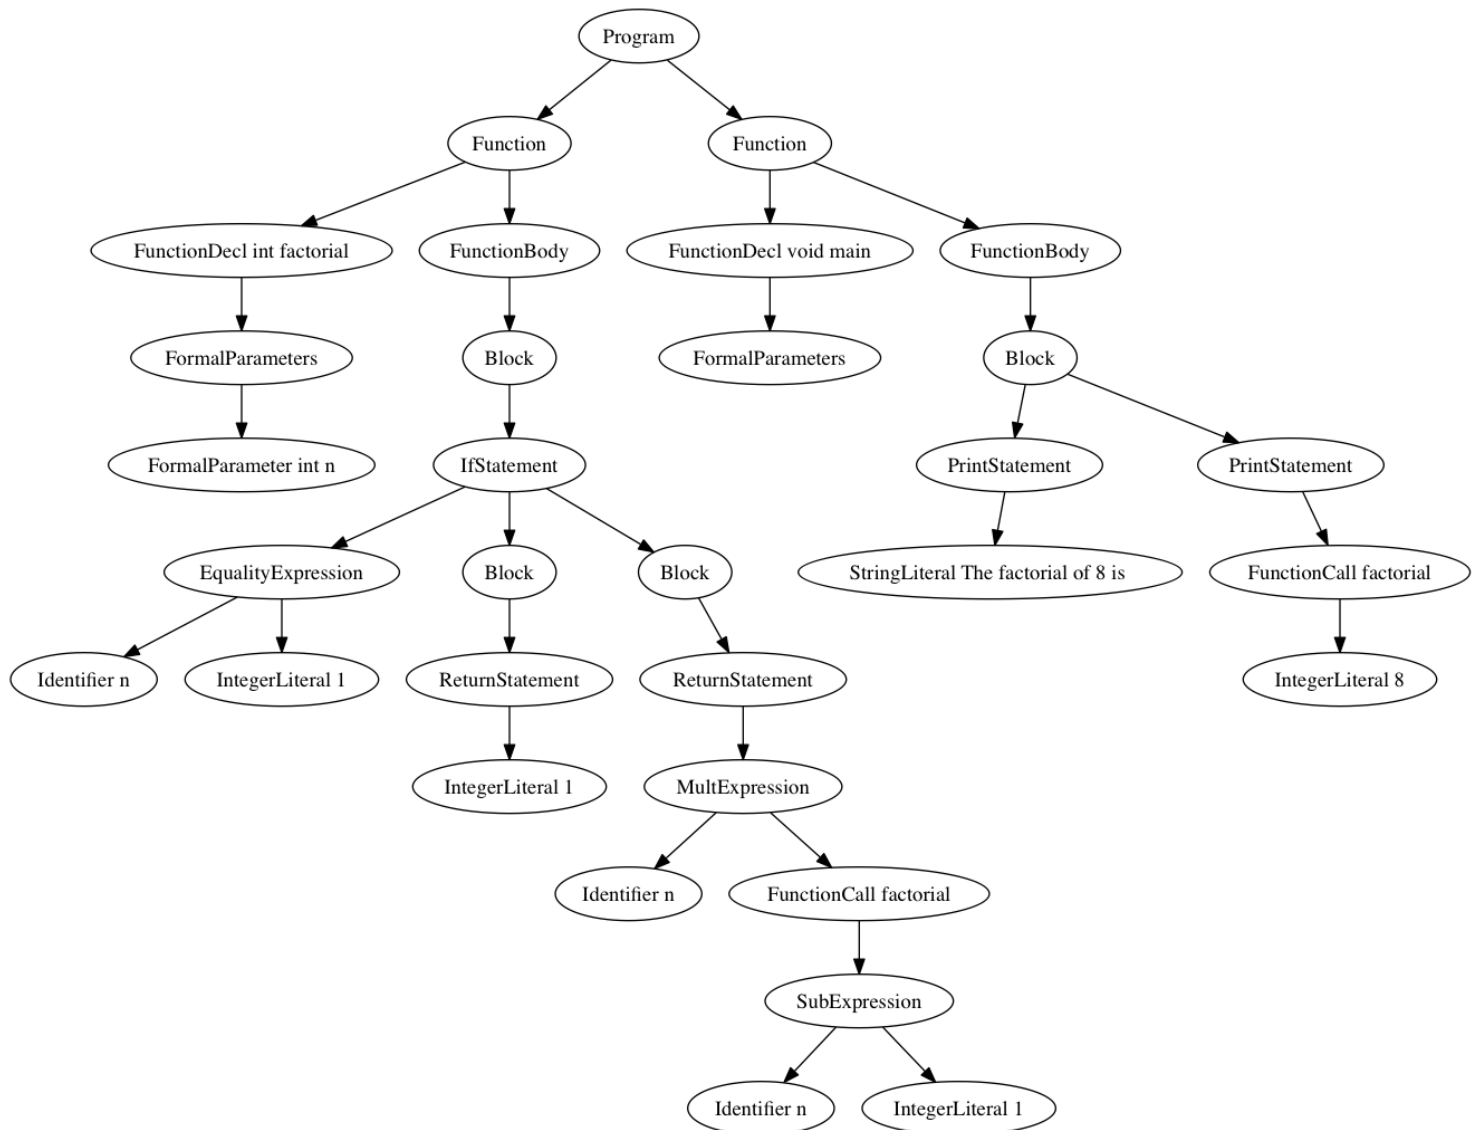 Program
Function
Function
FunctionDecl int factorial
FunctionBody
FunctionDecl void main
FunctionBody
FormalParameters
Block
FormalParameters
Block
FormalParameter int n
IfStatement
PrintStatement
PrintStatement
EqualityExpression
Block
Block
StringLiteral The factorial of 8 is
FunctionCall factorial
Identifier n
IntegerLiteral 1
ReturnStatement
ReturnStatement
IntegerLiteral 8
IntegerLiteral 1
MultExpression
Identifier n
FunctionCall factorial
SubExpression
Identifier n
IntegerLiteral 1